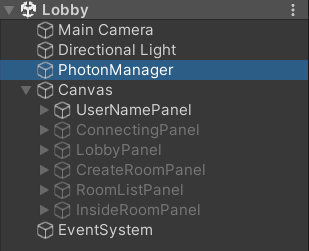 Lobby
Main Camera
Directional Light
PhotonManager
Canvas
UserNamePanel
ConnectingPanel
LobbyPanel
CreateRoomPanel
RoomListPanel
InsideRoomPanel
EventSystem